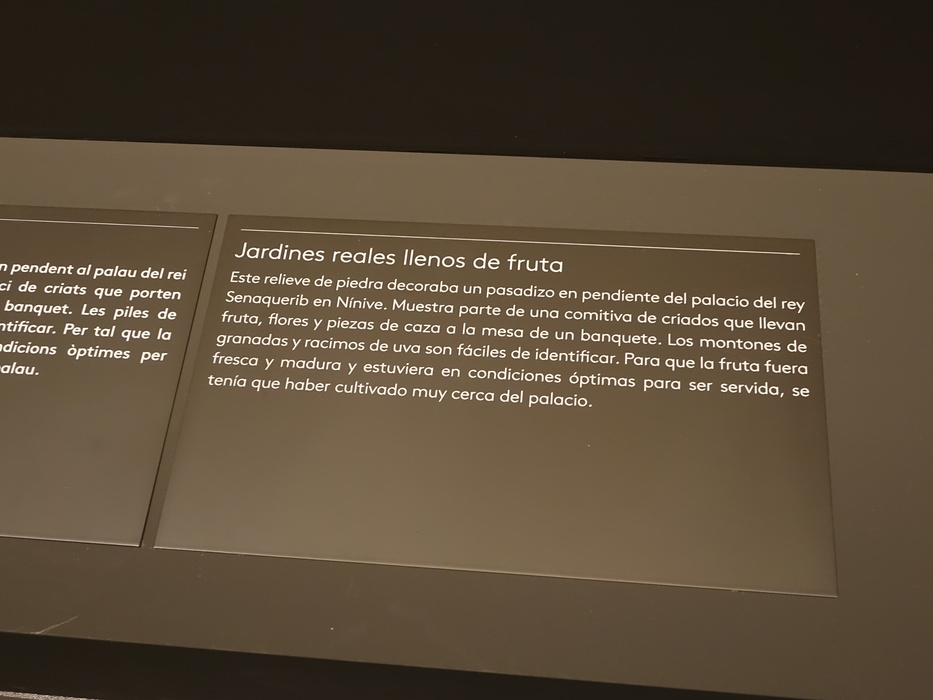 n pendent al palau del rei
ci de criats que porten
banquet. Les piles de
ntificar. Per tal que la
ndicions òptimes per
alau.
Jardines reales llenos de fruta
Este relieve de piedra decoraba un pasadizo en pendiente del palacio del rey
Senaquerib en Nínive. Muestra parte de una comitiva de criados que llevan
fruta, flores y piezas de caza a la mesa de un banquete. Los montones de
granadas y racimos de uva son fáciles de identificar. Para que la fruta fuera
fresca y madura y estuviera en condiciones óptimas para ser servida, se
tenía que haber cultivado muy cerca del palacio.